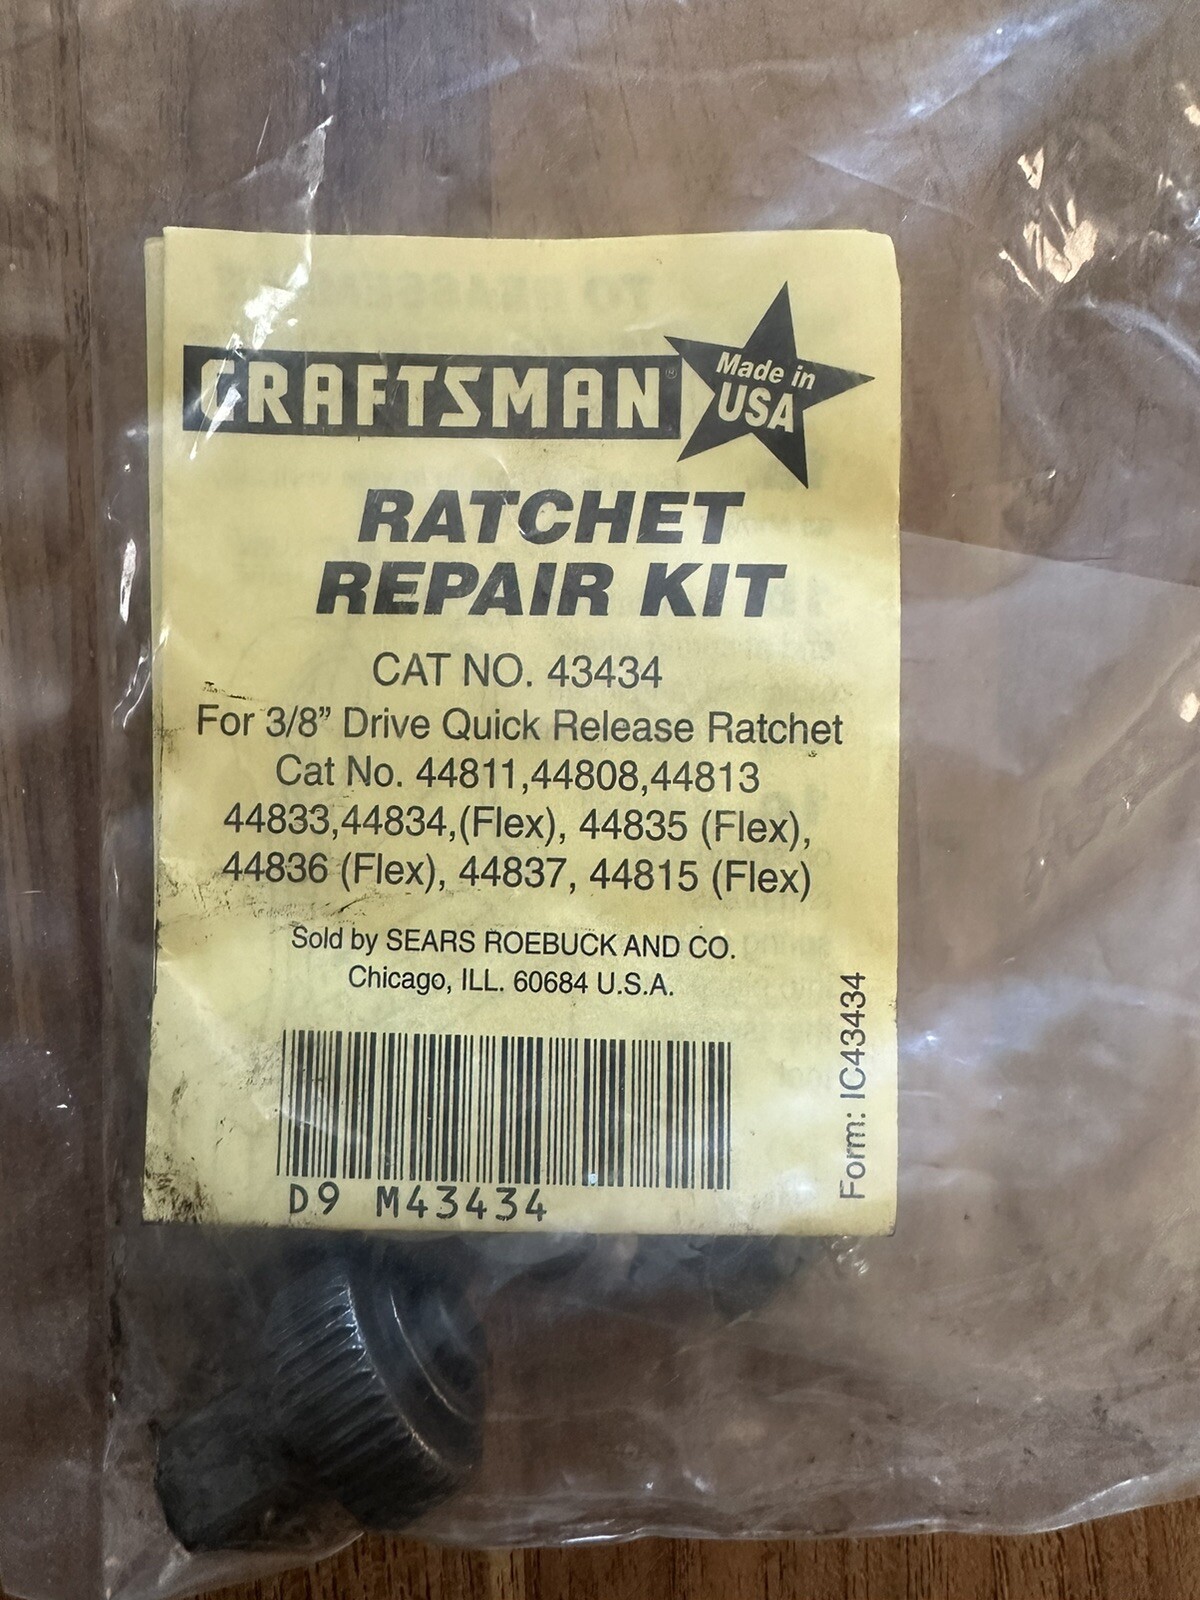 CRAFTSMAN®
Made in
USA
RATCHET
REPAIR KIT
CAT NO. 43434
For 3/8” Drive Quick Release Ratchet
Cat No. 44811,44808,44813
44833,44834,(Flex), 44835 (Flex),
44836 (Flex), 44837, 44815 (Flex)
Sold by SEARS ROEBUCK AND CO.
Chicago, ILL. 60684 U.S.A.
D9 M43434
Form: IC43434